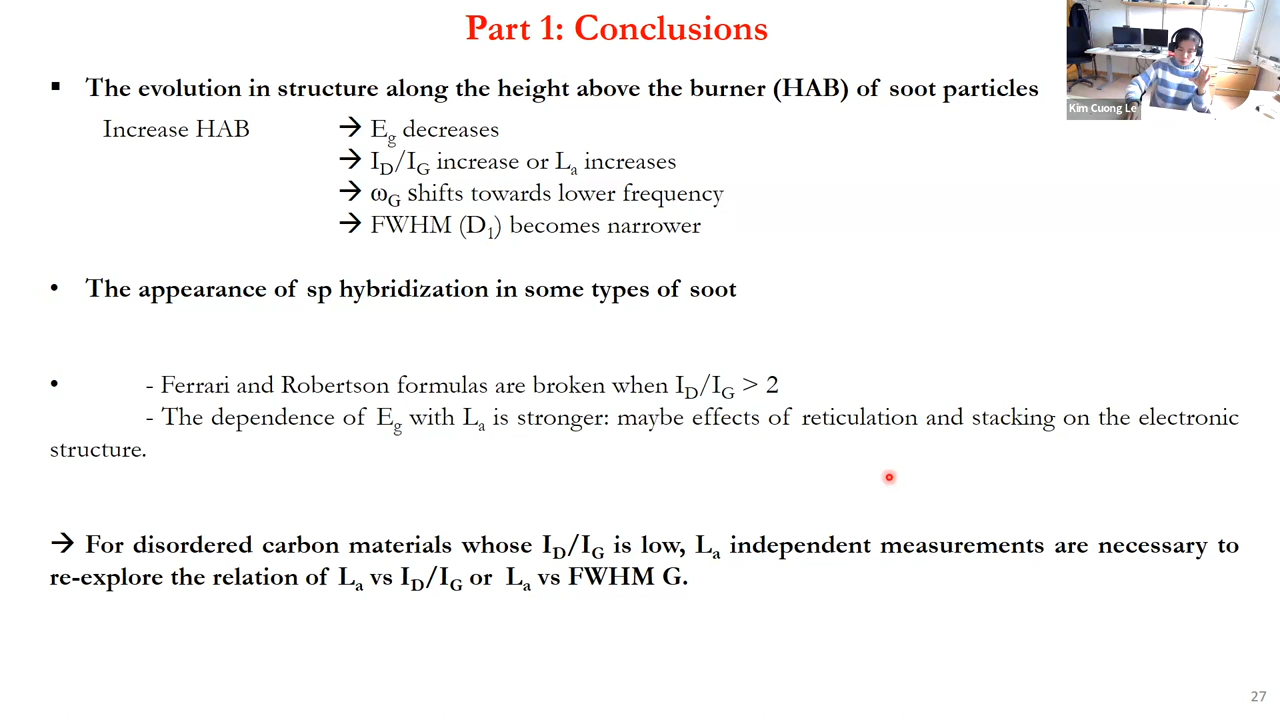 Part 1: Conclusions
Kim Cuong Le
▪ The evolution in structure along the height above the burner (HAB) of soot particles
Increase HAB → Eg decreases
→ ID/IG increase or La increases
→ ωG shifts towards lower frequency
→ FWHM (D1) becomes narrower
• The appearance of sp hybridization in some types of soot
• - Ferrari and Robertson formulas are broken when ID/IG > 2
- The dependence of Eg with La is stronger: maybe effects of reticulation and stacking on the electronic
structure.
→ For disordered carbon materials whose ID/IG is low, La independent measurements are necessary to
re-explore the relation of La vs ID/IG or La vs FWHM G.
27